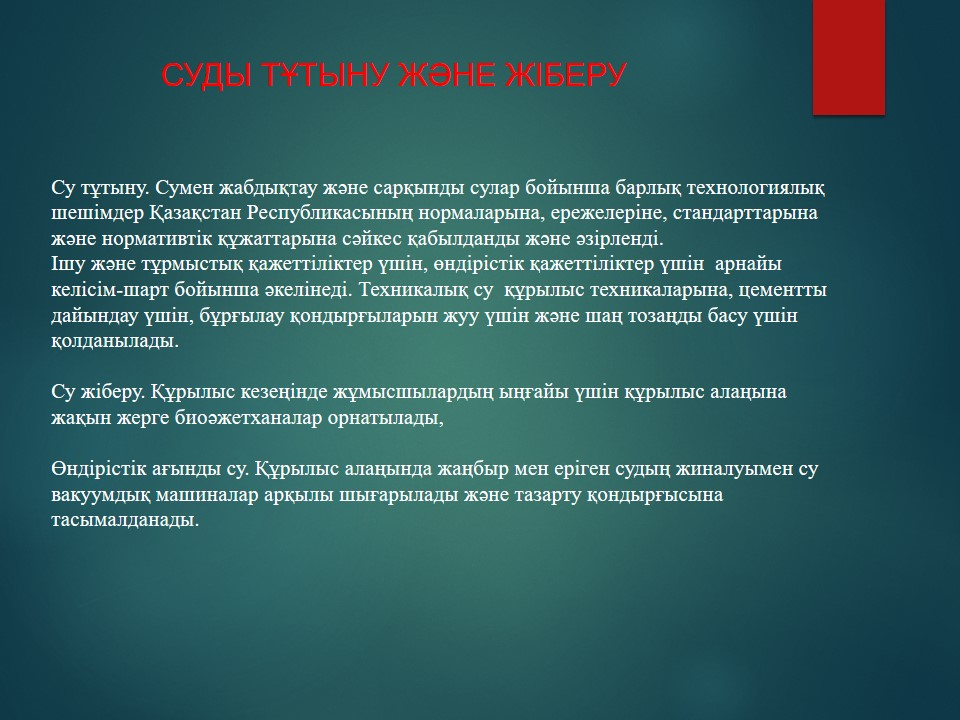 СУДЫ ТҰТЫНУ ЖӘНЕ ЖІБЕРУ
Су тұтыну. Сумен жабдықтау және сарқынды сулар бойынша барлық технологиялық
шешімдер Қазақстан Республикасының нормаларына, ережелеріне, стандарттарына
және нормативтік құжаттарына сәйкес қабылданды және әзірленді.
Ішу және тұрмыстық қажеттіліктер үшін, өндірістік қажеттіліктер үшін  арнайы
келісім-шарт бойынша әкелінеді. Техникалық су  құрылыс техникаларына, цементты
дайындау үшін, бұрғылау қондырғыларын жуу үшін және шаң тозаңды басу үшін
қолданылады.
Су жіберу. Құрылыс кезеңінде жұмысшылардың ыңғайы үшін құрылыс алаңына
жақын жерге биоәжетханалар орнатылады,
Өндірістік ағынды су. Құрылыс алаңында жаңбыр мен еріген судың жиналуымен су
вакуумдық машиналар арқылы шығарылады және тазарту қондырғысына
тасымалданады.